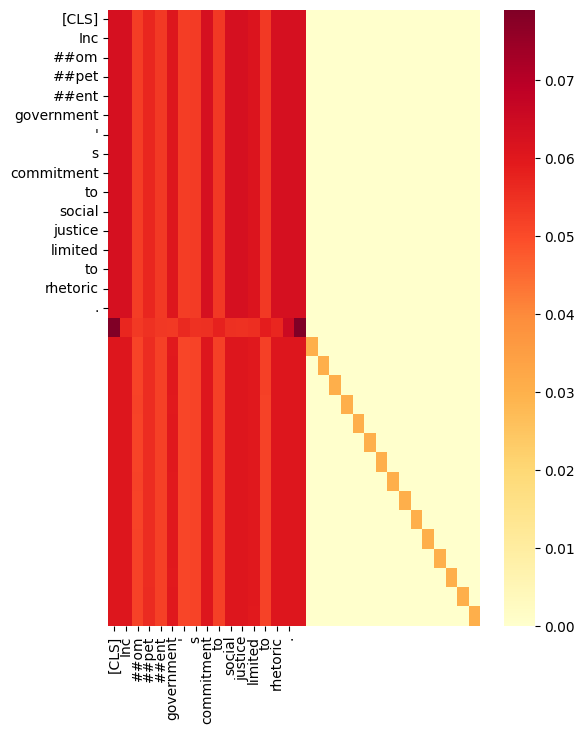 [CLS]
Inc
##om
##pet
##ent
government
'
s
commitment
to
social
justice
limited
to
rhetoric
.
[CLS]
Inc
##om
##pet
##ent
government
'
s
commitment
to
social
justice
limited
to
rhetoric
.
0.07
0.06
0.05
0.04
0.03
0.02
0.01
0.00